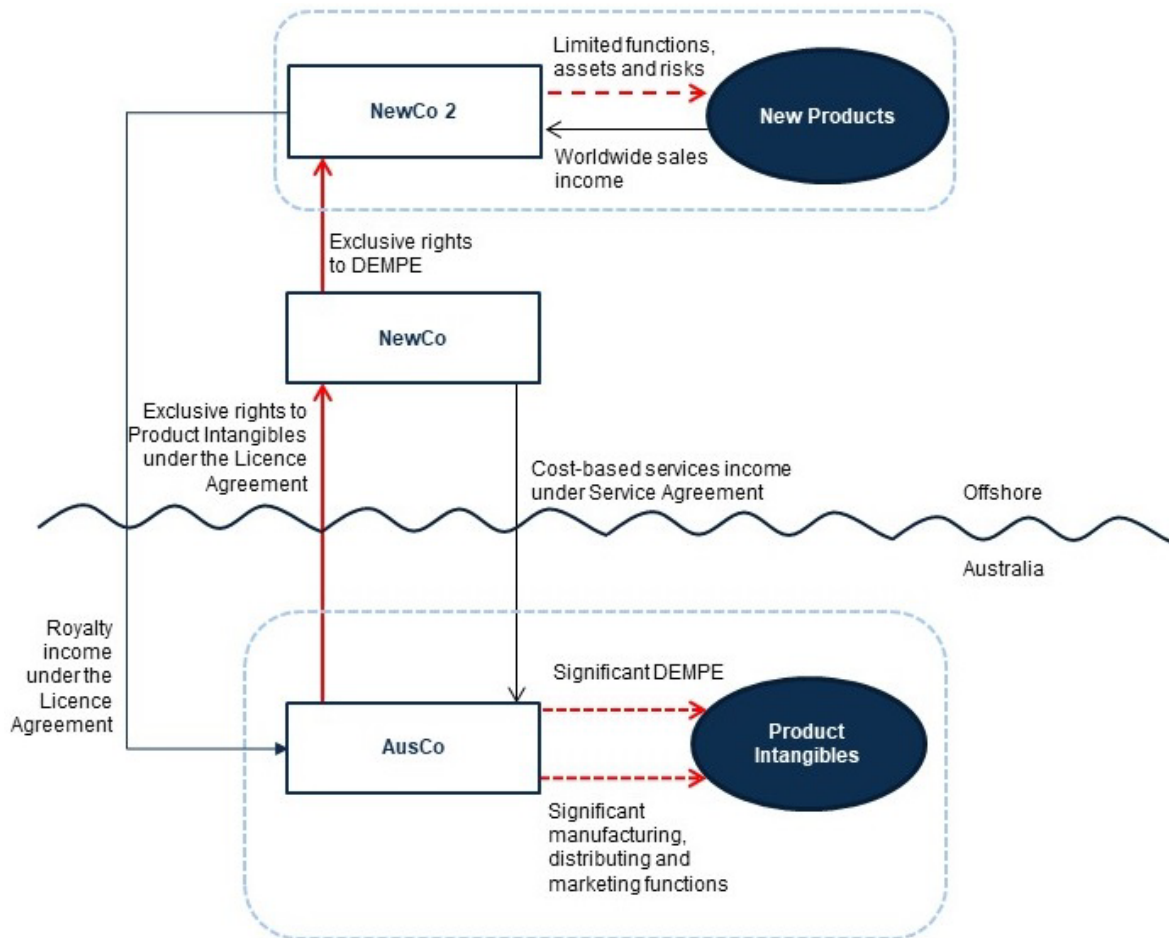 Limited functions,
assets and risks
NewCo 2
New Products
Worldwide sales
income
Exclusive rights
to DEMPE
NewCo
Exclusive rights to
Product Intangibles
under the Licence
Agreement
Cost-based services income
under Service Agreement
Offshore
Australia
Royalty
income
under the
Licence
Agreement
Significant DEMPE
AusCo
Product
Intangibles
Significant
manufacturing,
distributing and
marketing functions